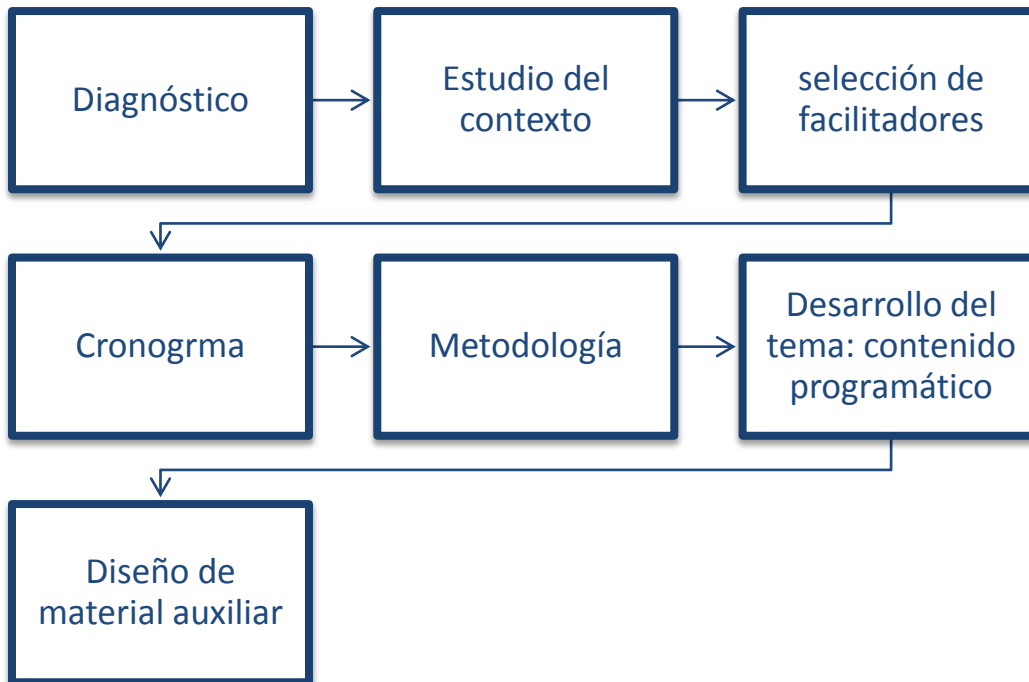 Diagnóstico
Estudio del
contexto
selección de
facilitadores
Cronogrma
Metodología
Desarrollo del
tema: contenido
programático
Diseño de
material auxiliar